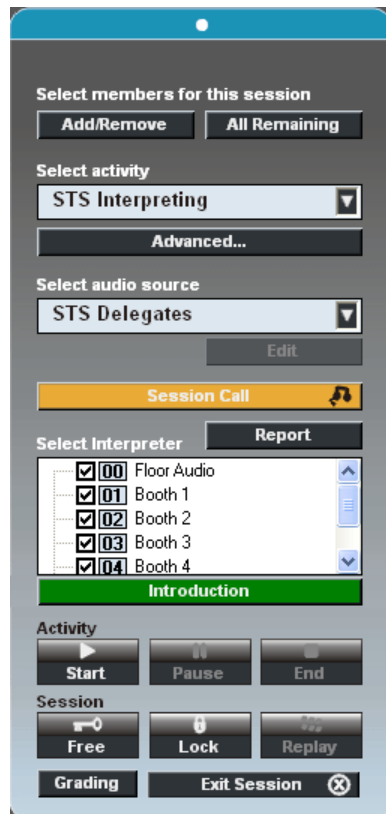 Select members for this session
Add/Remove All Remaining
Select activity
STS Interpreting
Advanced...
Select audio source
STS Delegates
Edit
Session Call
Select Interpreter Report
00 Floor Audio
01 Booth 1
02 Booth 2
03 Booth 3
04 Booth 4
Introduction
Activity
Start Pause End
Session
Free Lock Replay
Grading Exit Session